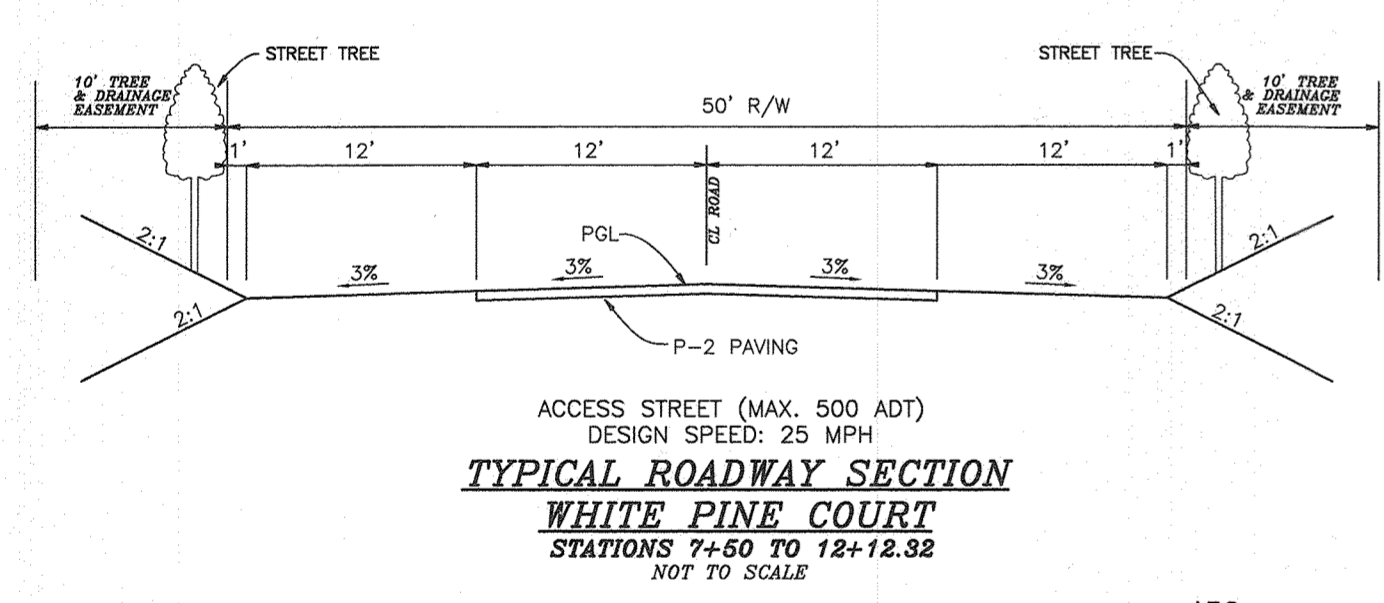 STREET TREE
STREET TREE
10' TREE
& DRAINAGE
EASEMENT
10' TREE
& DRAINAGE
EASEMENT
50' R/W
1'
12'
12'
12'
12'
1'
CL ROAD
PGL
2:1
2:1
3%
3%
3%
3%
2:1
2:1
P-2 PAVING
ACCESS STREET (MAX. 500 ADT)
DESIGN SPEED: 25 MPH
TYPICAL ROADWAY SECTION
WHITE PINE COURT
STATIONS 7+50 TO 12+12.32
NOT TO SCALE